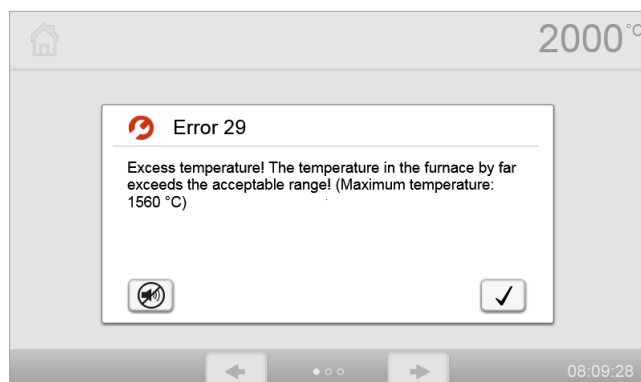 2000°C
Error 29
Excess temperature! The temperature in the furnace by far
exceeds the acceptable range! (Maximum temperature:
1560 °C)
08:09:28